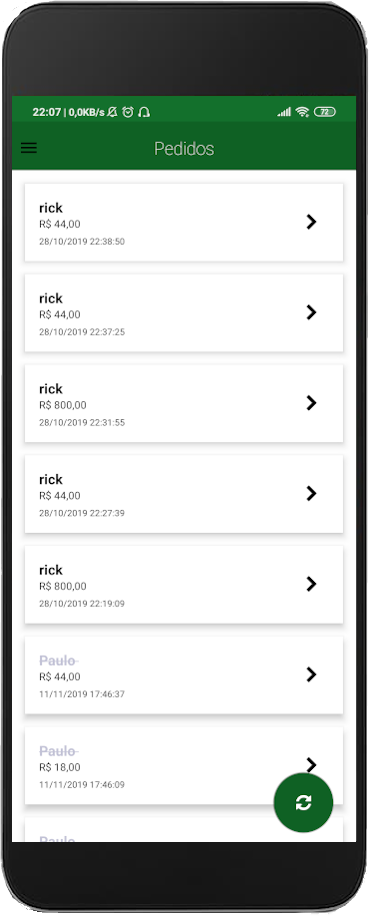 22:07 | 0,0KB/s
72
Pedidos
rick
R$ 44,00
28/10/2019 22:38:50
rick
R$ 44,00
28/10/2019 22:37:25
rick
R$ 800,00
28/10/2019 22:31:55
rick
R$ 44,00
28/10/2019 22:27:39
rick
R$ 800,00
28/10/2019 22:19:09
Paulo
R$ 44,00
11/11/2019 17:46:37
Paulo
R$ 18,00
11/11/2019 17:46:09
Paulo